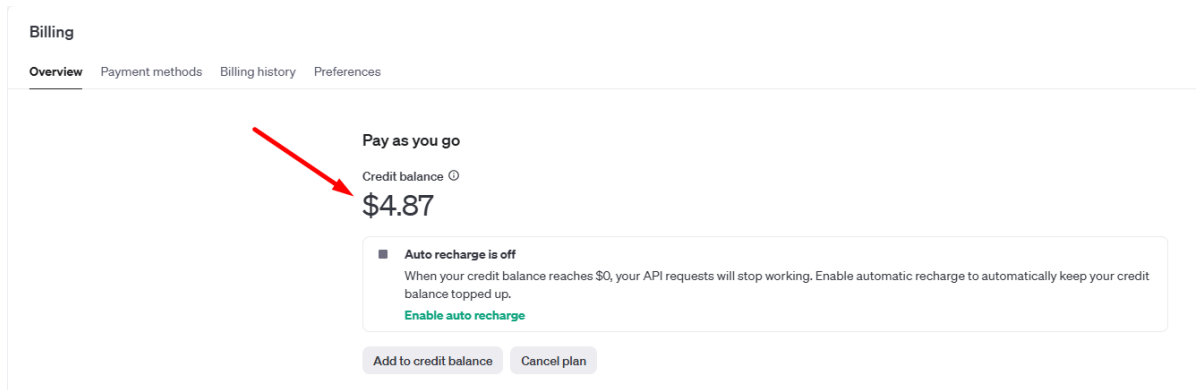 Billing
Overview Payment methods Billing history Preferences
Pay as you go
Credit balance
$4.87
Auto recharge is off
When your credit balance reaches $0, your API requests will stop working. Enable automatic recharge to automatically keep your credit
balance topped up.
Enable auto recharge
Add to credit balance Cancel plan